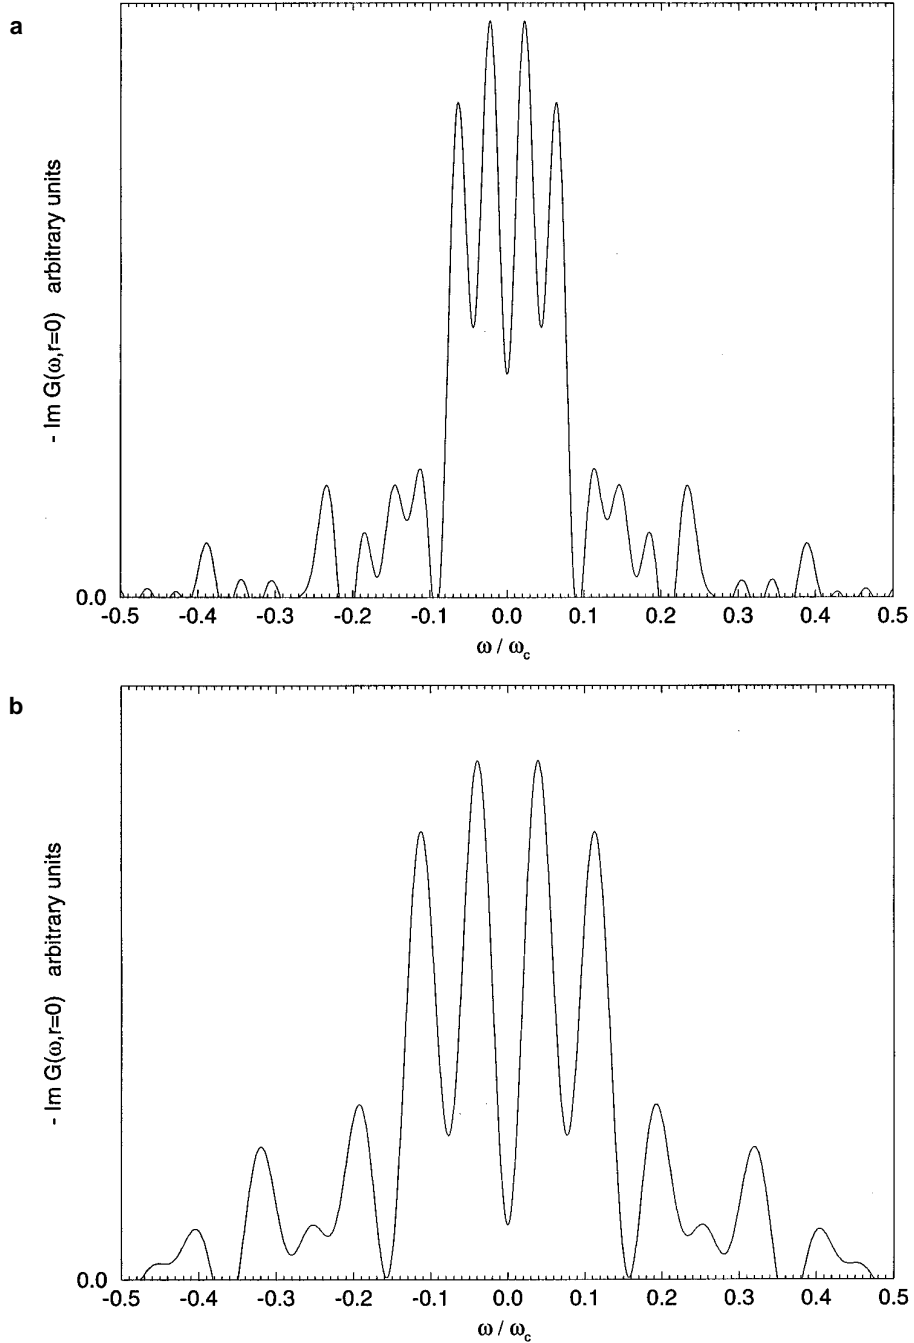 a
- Im G(ω,r=0) arbitrary units
0.0
-0.5 -0.4 -0.3 -0.2 -0.1 0.0 0.1 0.2 0.3 0.4 0.5
ω / ω_c
b
- Im G(ω,r=0) arbitrary units
0.0
-0.5 -0.4 -0.3 -0.2 -0.1 0.0 0.1 0.2 0.3 0.4 0.5
ω / ω_c